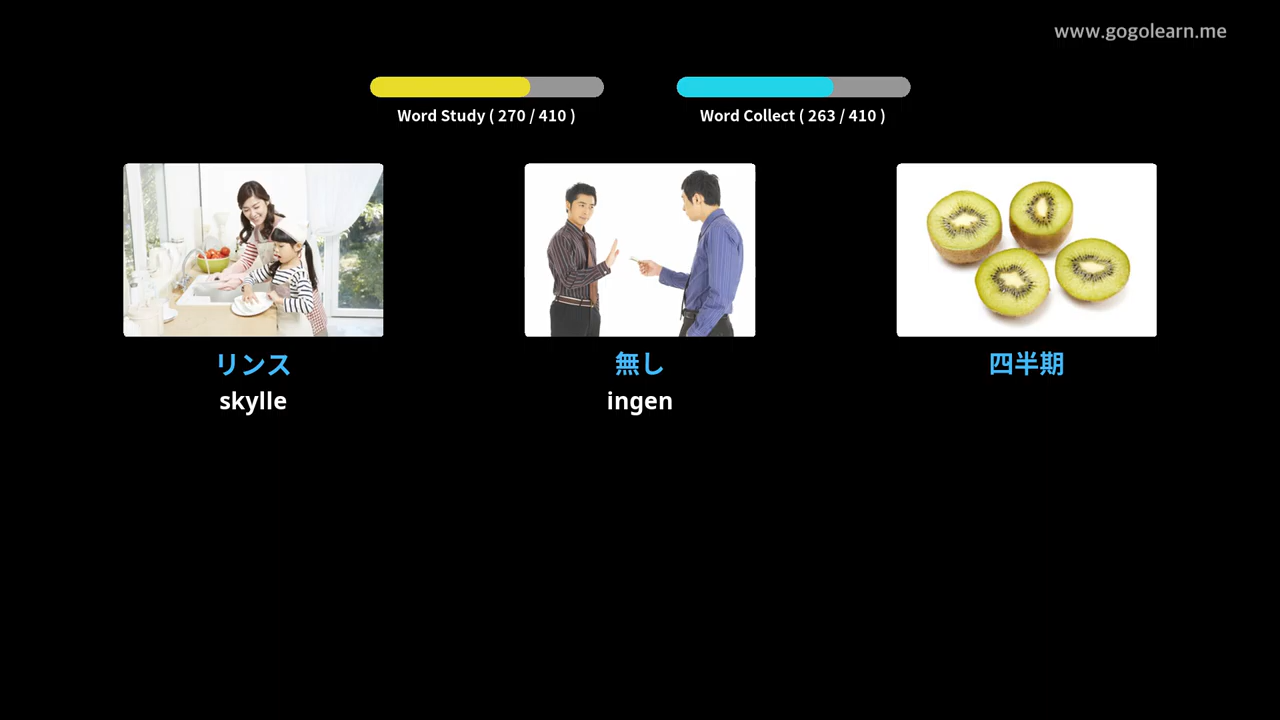 www.gogolearn.me
Word Study ( 270 / 410 )
Word Collect ( 263 / 410 )
リンス
skylle
無し
ingen
四半期